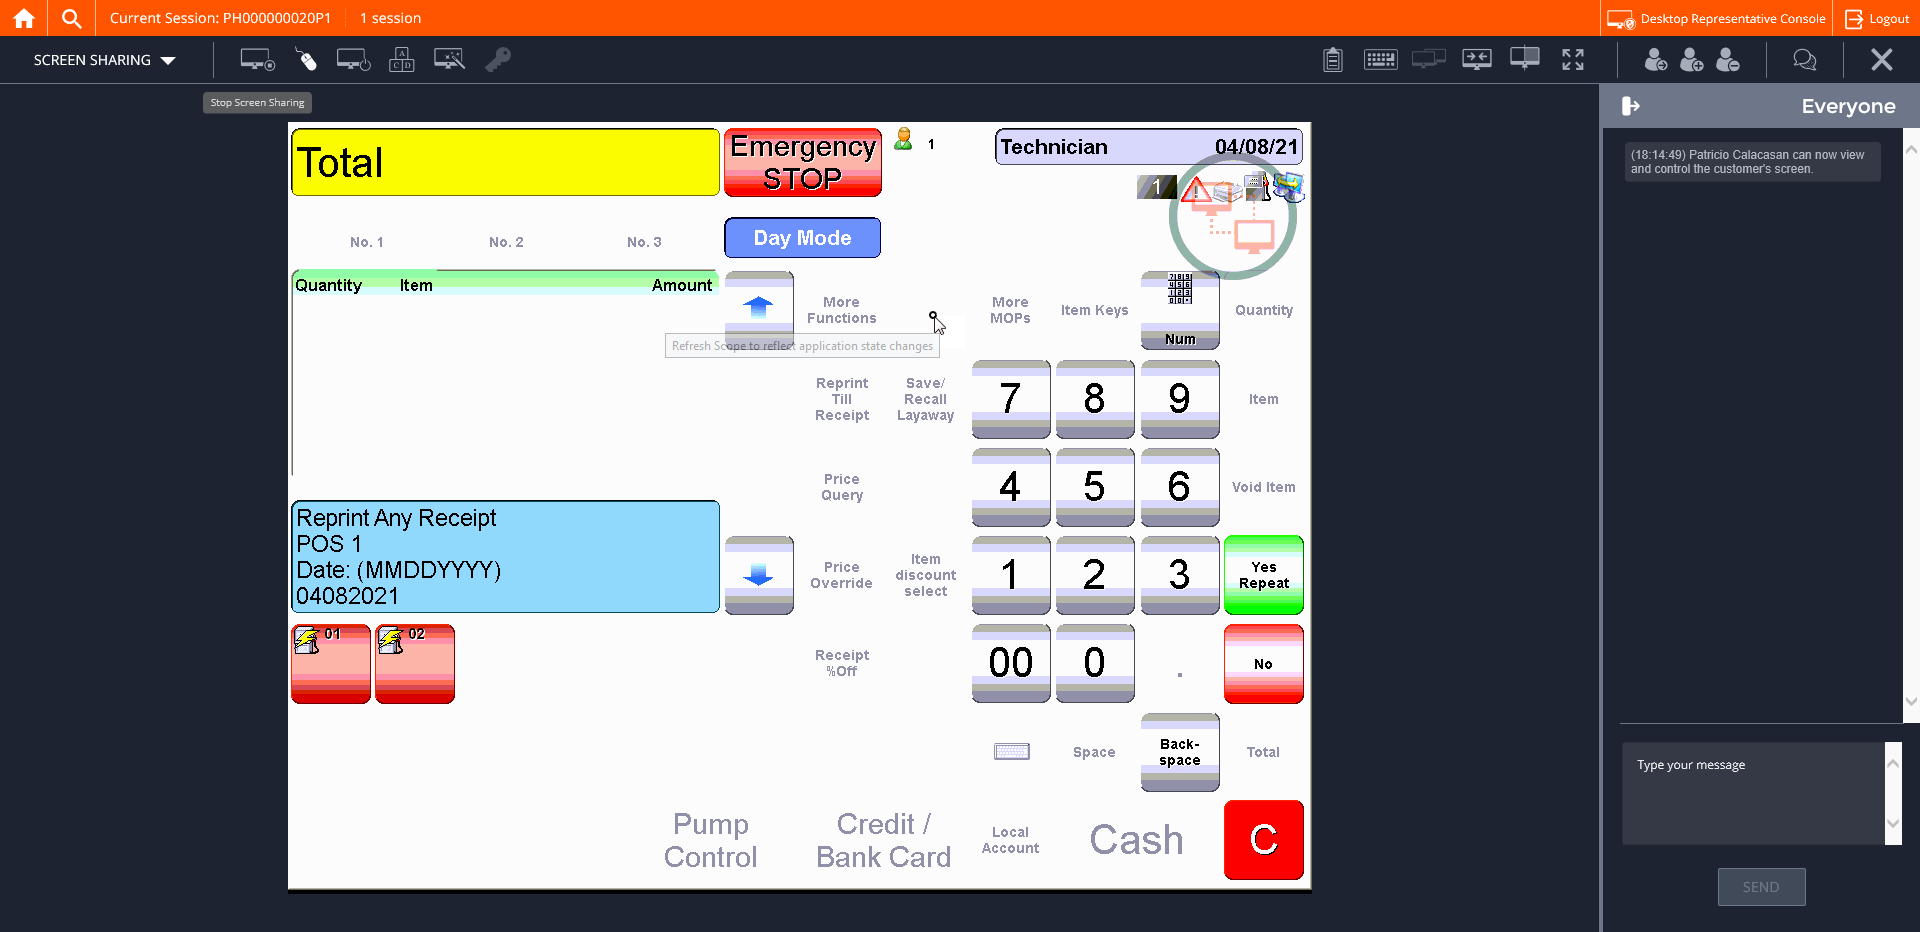 Current Session: PH000000020P1
1 session
Desktop Representative Console
Logout
SCREEN SHARING
A
C D
Stop Screen Sharing
Everyone
(18:14:49) Patricio Calacasan can now view
and control the customer's screen.
Total
Emergency
STOP
1
Technician 04/08/21
1
No. 1 No. 2 No. 3
Day Mode
Quantity Item Amount
More
Functions
More
MOPs
Item Keys
Num
Quantity
Refresh Scope to reflect application state changes
Reprint
Till
Receipt
Save/
Recall
Layaway
7 8 9
Item
Price
Query
4 5 6
Void Item
Reprint Any Receipt
POS 1
Date: (MMDDYYYY)
04082021
Price
Override
Item
discount
select
1 2 3
Yes
Repeat
01 02
Receipt
%Off
00 0 .
No
Space
Back-
space
Total
Pump
Control
Credit /
Bank Card
Local
Account
Cash
C
Type your message
SEND